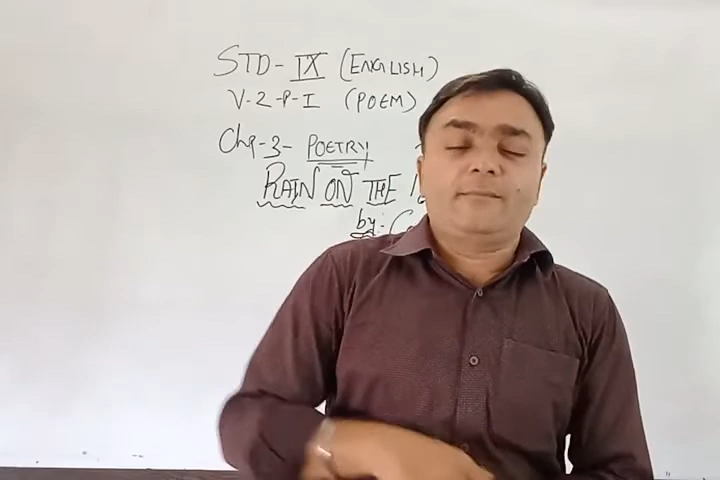 STD- IX (ENGLISH)
V-2-P-I (POEM)
Chp-3- POETRY
RAIN ON THE
by:-